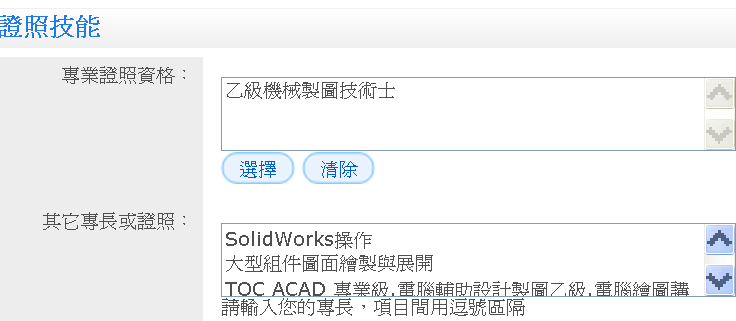 證照技能
專業證照資格：
乙級機械製圖技術士
選擇 清除
其它專長或證照：
SolidWorks操作
大型組件圖面繪製與展開
TQC ACAD 專業級,電腦輔助設計製圖乙級,電腦繪圖講
請輸入您的專長，項目間用逗號區隔